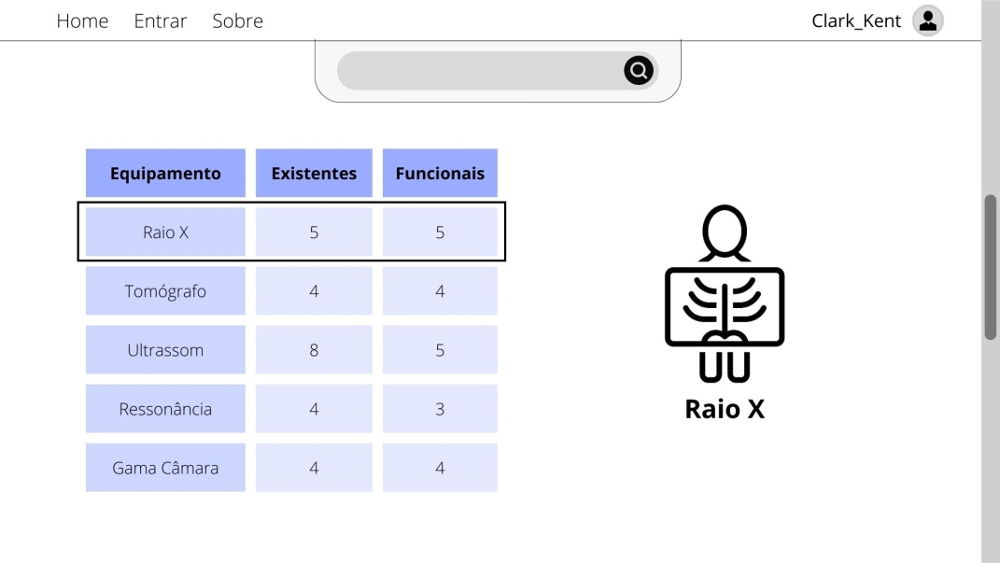 Home Entrar Sobre Clark_Kent
Equipamento Existentes Funcionais
Raio X 5 5
Tomógrafo 4 4
Ultrassom 8 5
Ressonância 4 3
Gama Câmara 4 4
Raio X